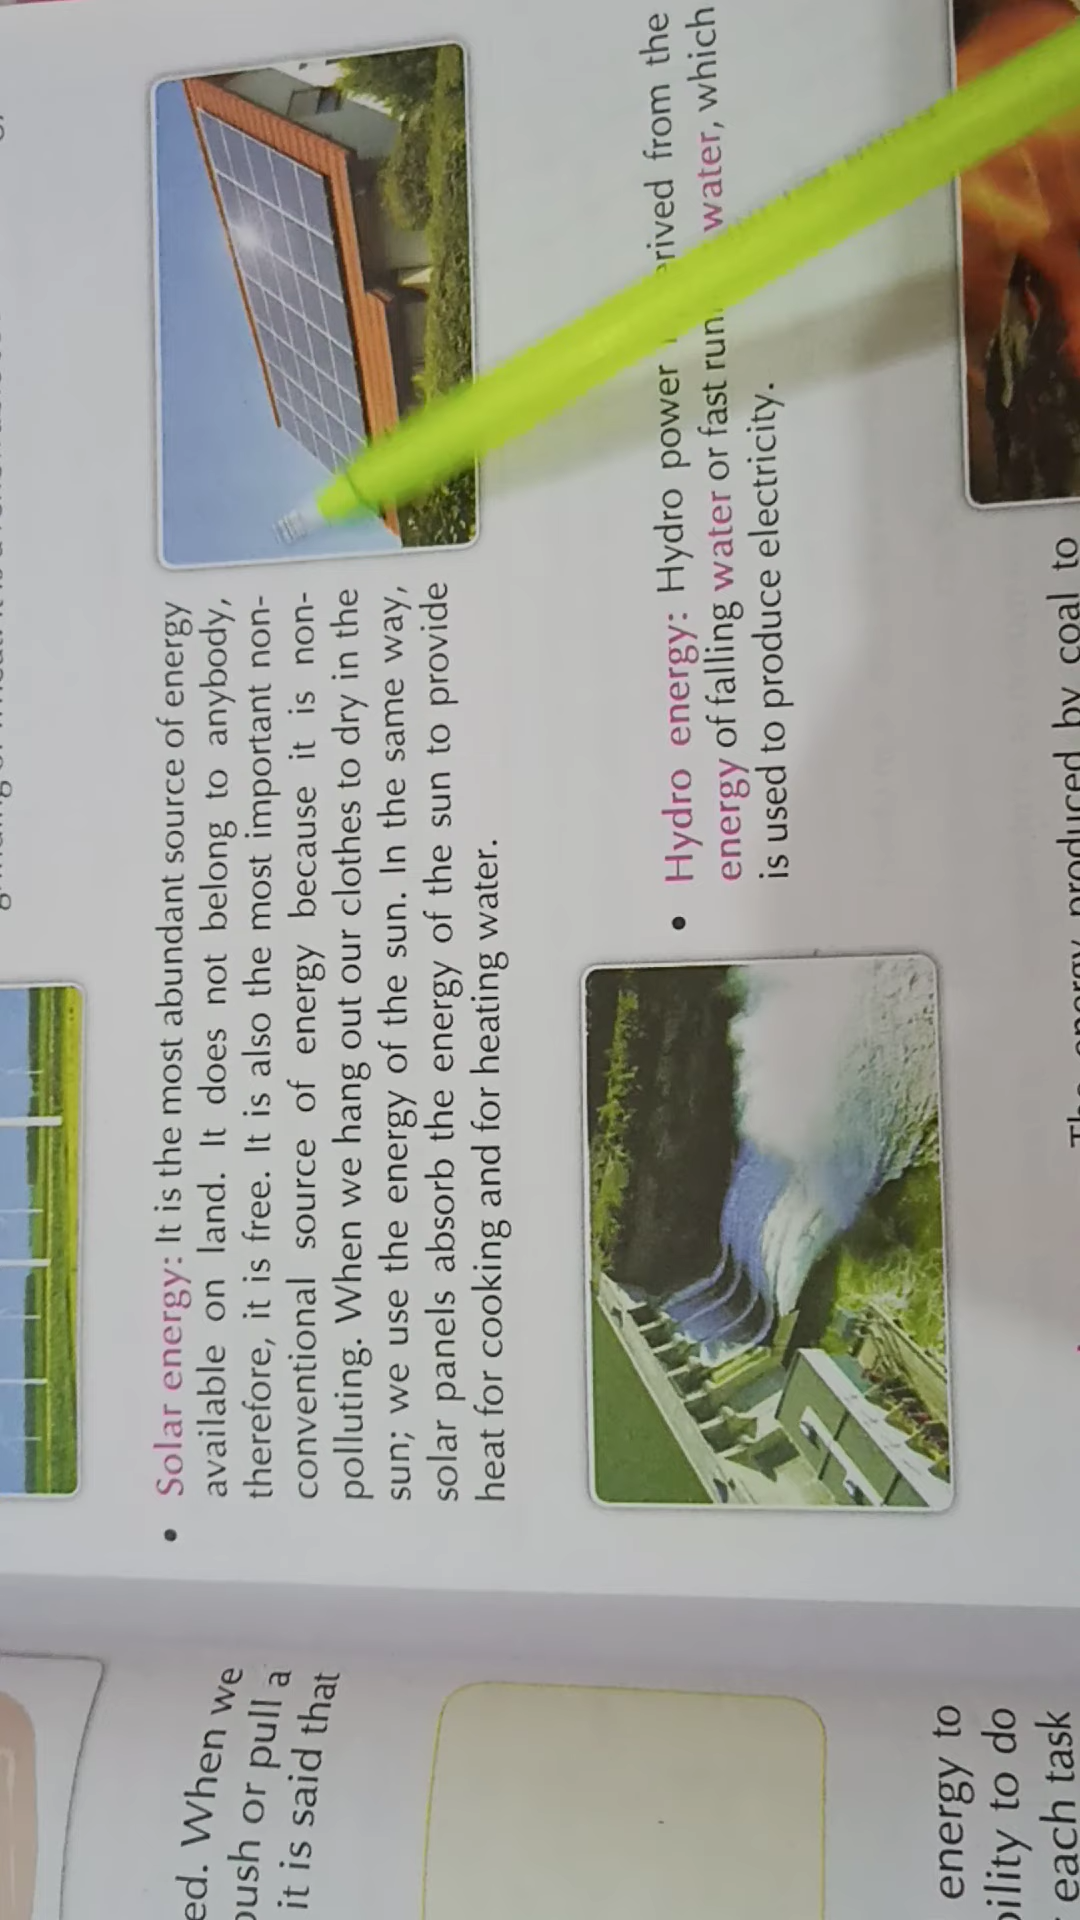 • Solar energy: It is the most abundant source of energy
available on land. It does not belong to anybody,
therefore, it is free. It is also the most important non-
conventional source of energy because it is non-
polluting. When we hang out our clothes to dry in the
sun; we use the energy of the sun. In the same way,
solar panels absorb the energy of the sun to provide
heat for cooking and for heating water.
• Hydro energy: Hydro power from the
energy of falling water or fast water, which
is used to produce electricity.
energy produced by coal to
When we
push or pull a
it is said that
energy to
to do
each task